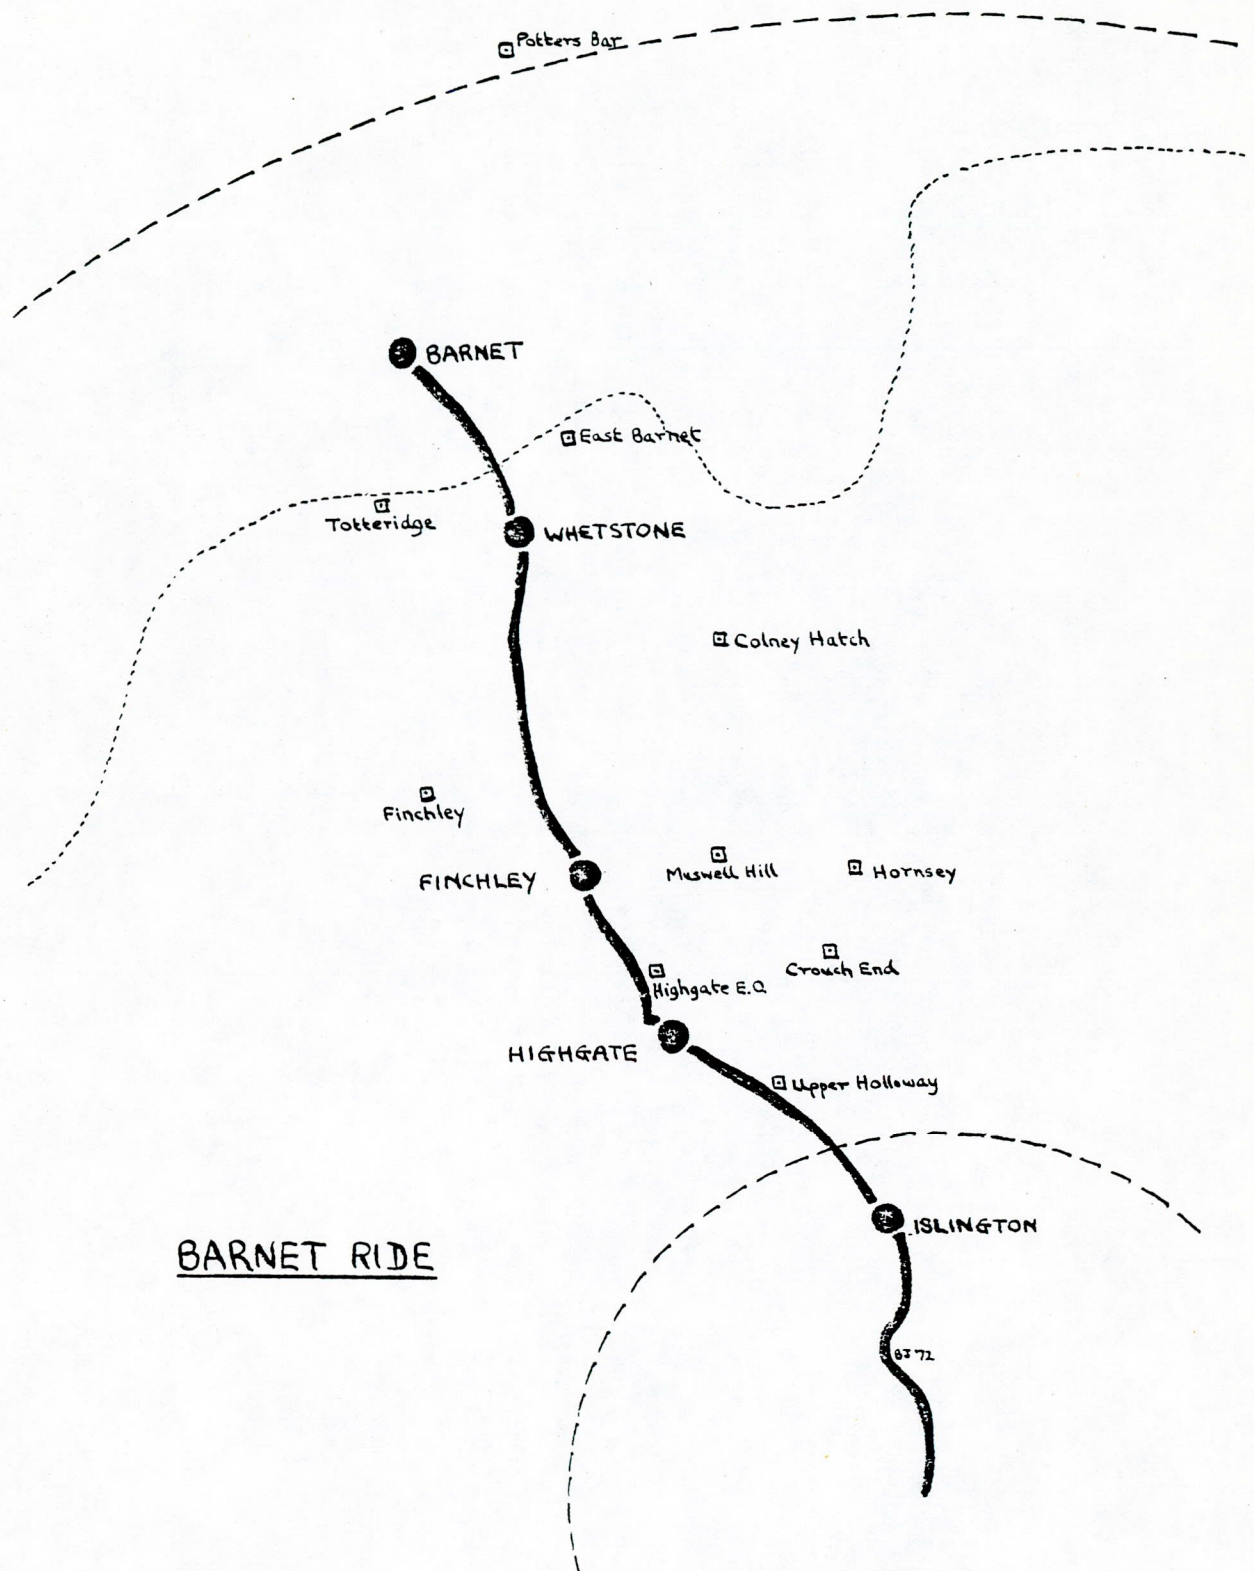 Potters Bar
BARNET
East Barnet
Totteridge
WHETSTONE
Colney Hatch
Finchley
FINCHLEY
Muswell Hill
Hornsey
Crouch End
Highgate E.O.
HIGHGATE
Upper Holloway
ISLINGTON
BARNET RIDE
BJ '72